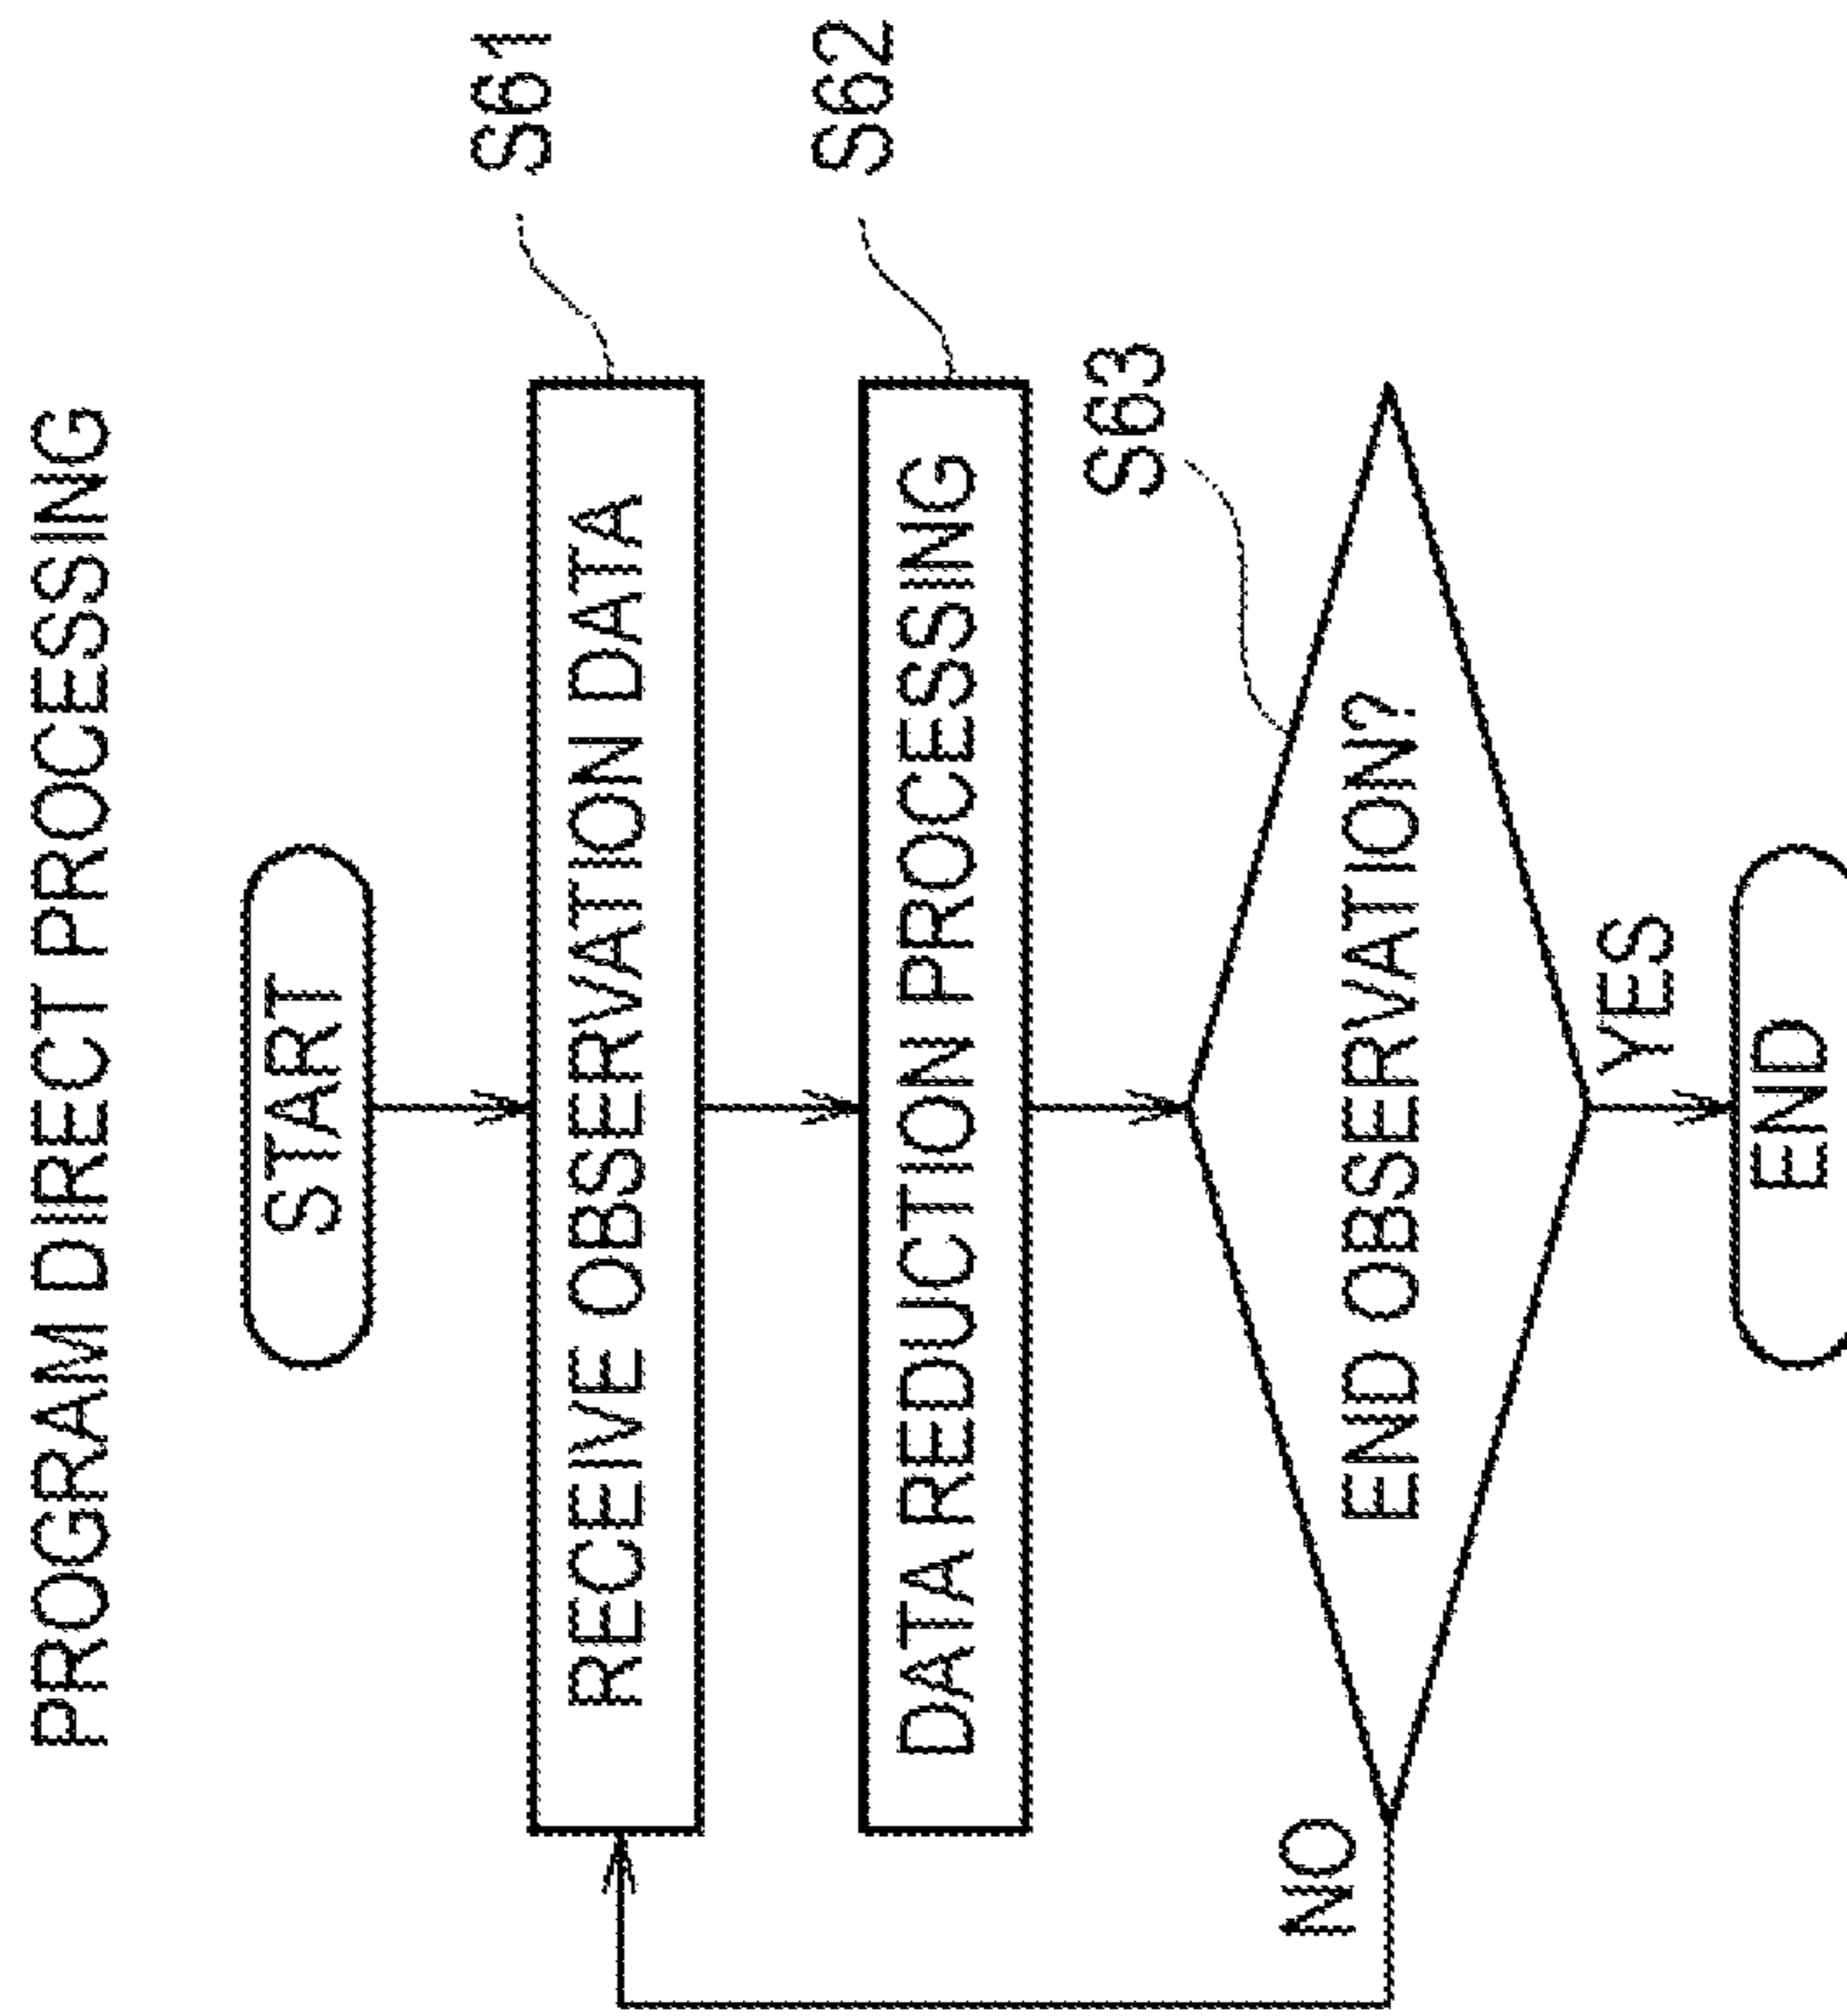 PROGRAM DIRECT PROCESSING
START
RECEIVE OBSERVATION DATA
S61
DATA REDUCTION PROCESSING
S62
S63
END OBSERVATION?
NO
YES
END